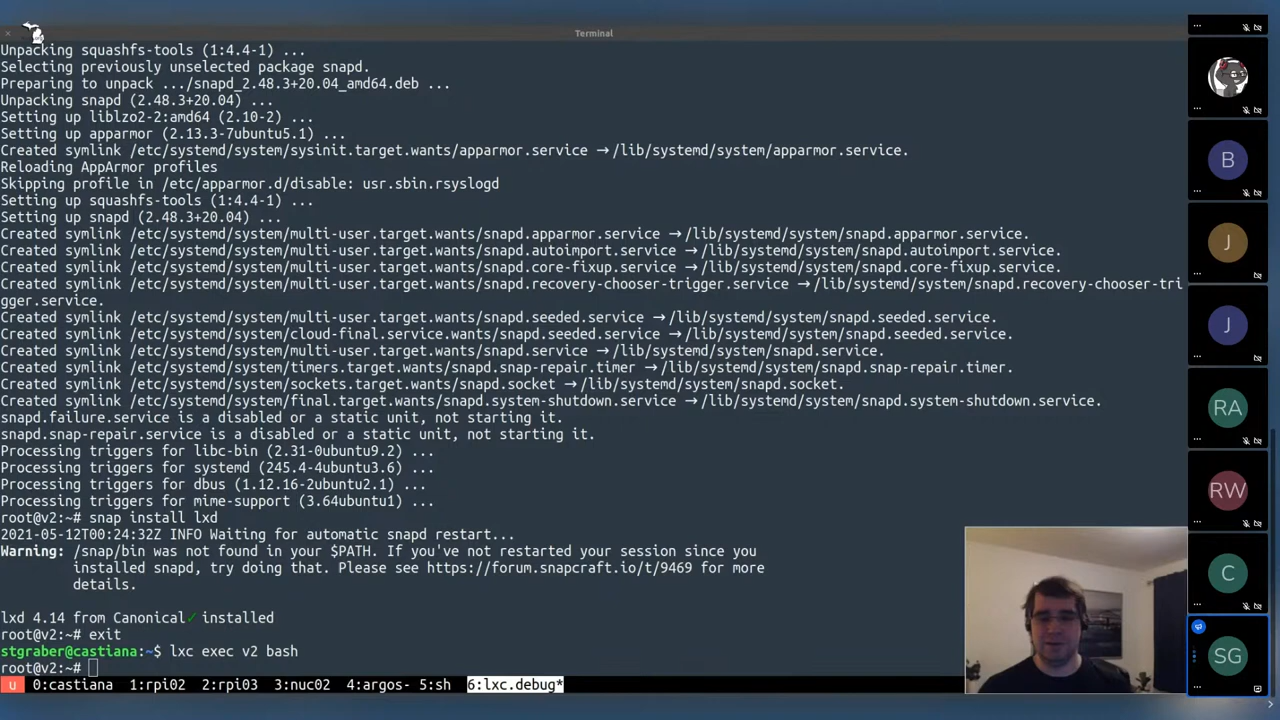 Terminal
Unpacking squashfs-tools (1:4.4-1) ...
Selecting previously unselected package snapd.
Preparing to unpack .../snapd_2.48.3+20.04_amd64.deb ...
Unpacking snapd (2.48.3+20.04) ...
Setting up liblzo2-2:amd64 (2.10-2) ...
Setting up apparmor (2.13.3-7ubuntu5.1) ...
Created symlink /etc/systemd/system/sysinit.target.wants/apparmor.service → /lib/systemd/system/apparmor.service.
Reloading AppArmor profiles
Skipping profile in /etc/apparmor.d/disable: usr.sbin.rsyslogd
Setting up squashfs-tools (1:4.4-1) ...
Setting up snapd (2.48.3+20.04) ...
Created symlink /etc/systemd/system/multi-user.target.wants/snapd.apparmor.service → /lib/systemd/system/snapd.apparmor.service.
Created symlink /etc/systemd/system/multi-user.target.wants/snapd.autoimport.service → /lib/systemd/system/snapd.autoimport.service.
Created symlink /etc/systemd/system/multi-user.target.wants/snapd.core-fixup.service → /lib/systemd/system/snapd.core-fixup.service.
Created symlink /etc/systemd/system/multi-user.target.wants/snapd.recovery-chooser-trigger.service → /lib/systemd/system/snapd.recovery-chooser-tri
gger.service.
Created symlink /etc/systemd/system/multi-user.target.wants/snapd.seeded.service → /lib/systemd/system/snapd.seeded.service.
Created symlink /etc/systemd/system/cloud-final.service.wants/snapd.seeded.service → /lib/systemd/system/snapd.seeded.service.
Created symlink /etc/systemd/system/multi-user.target.wants/snapd.service → /lib/systemd/system/snapd.service.
Created symlink /etc/systemd/system/timers.target.wants/snapd.snap-repair.timer → /lib/systemd/system/snapd.snap-repair.timer.
Created symlink /etc/systemd/system/sockets.target.wants/snapd.socket → /lib/systemd/system/snapd.socket.
Created symlink /etc/systemd/system/final.target.wants/snapd.system-shutdown.service → /lib/systemd/system/snapd.system-shutdown.service.
snapd.failure.service is a disabled or a static unit, not starting it.
snapd.snap-repair.service is a disabled or a static unit, not starting it.
Processing triggers for libc-bin (2.31-0ubuntu9.2) ...
Processing triggers for systemd (245.4-4ubuntu3.6) ...
Processing triggers for dbus (1.12.16-2ubuntu2.1) ...
Processing triggers for mime-support (3.64ubuntu1) ...
root@v2:~# snap install lxd
2021-05-12T00:24:32Z INFO Waiting for automatic snapd restart...
Warning: /snap/bin was not found in your $PATH. If you've not restarted your session since you
installed snapd, try doing that. Please see https://forum.snapcraft.io/t/9469 for more
details.
lxd 4.14 from Canonical✓ installed
root@v2:~# exit
stgraber@castiana:~$ lxc exec v2 bash
root@v2:~#
u 0:castiana 1:rpi02 2:rpi03 3:nuc02 4:argos- 5:sh 6:lxc.debug*
B
J
J
RA
RW
C
SG